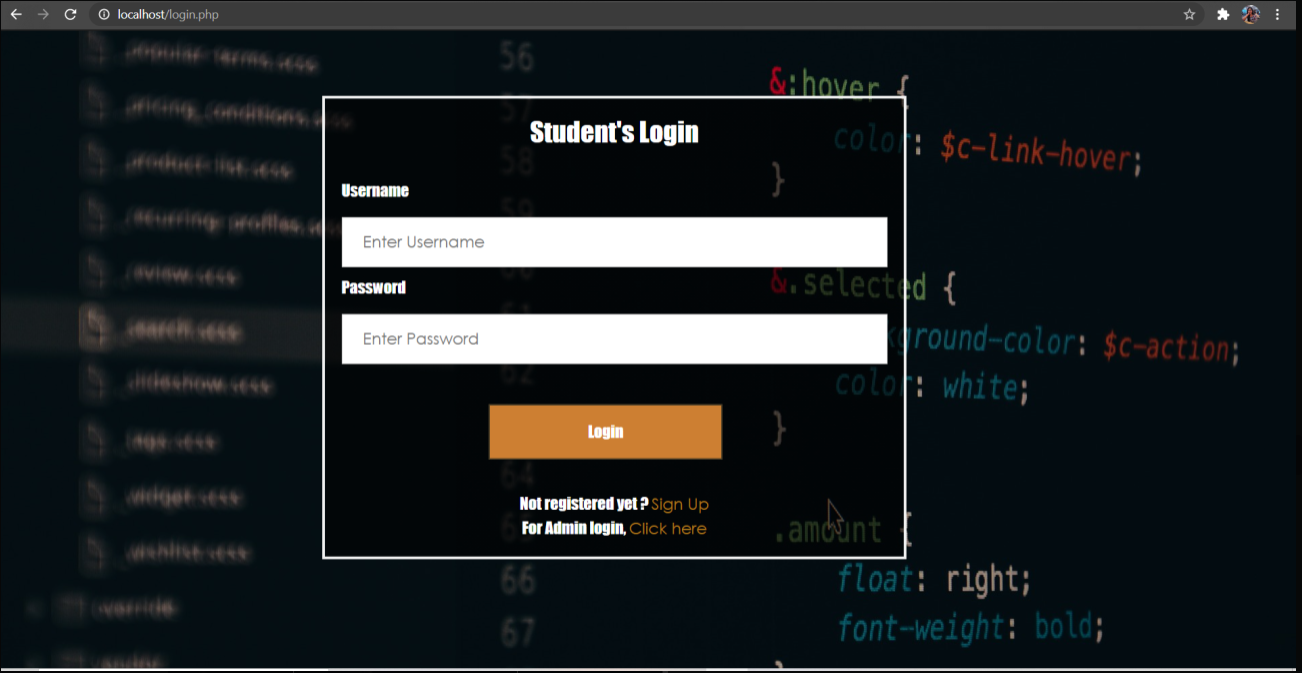 localhost/login.php
popular-terms.scss
pricing_conditions.scss
product-list.scss
recurring-profiles.scss
review.scss
search.scss
slideshow.scss
tags.scss
widget.scss
wishlist.scss
override
vendor
56
57
58
59
62
64
66
67
&:hover {
color: $c-link-hover;
}
&.selected {
kground-color: $c-action;
color: white;
}
.amount {
float: right;
font-weight: bold;
Student's Login
Username
Enter Username
Password
Enter Password
Login
Not registered yet ? Sign Up
For Admin login, Click here